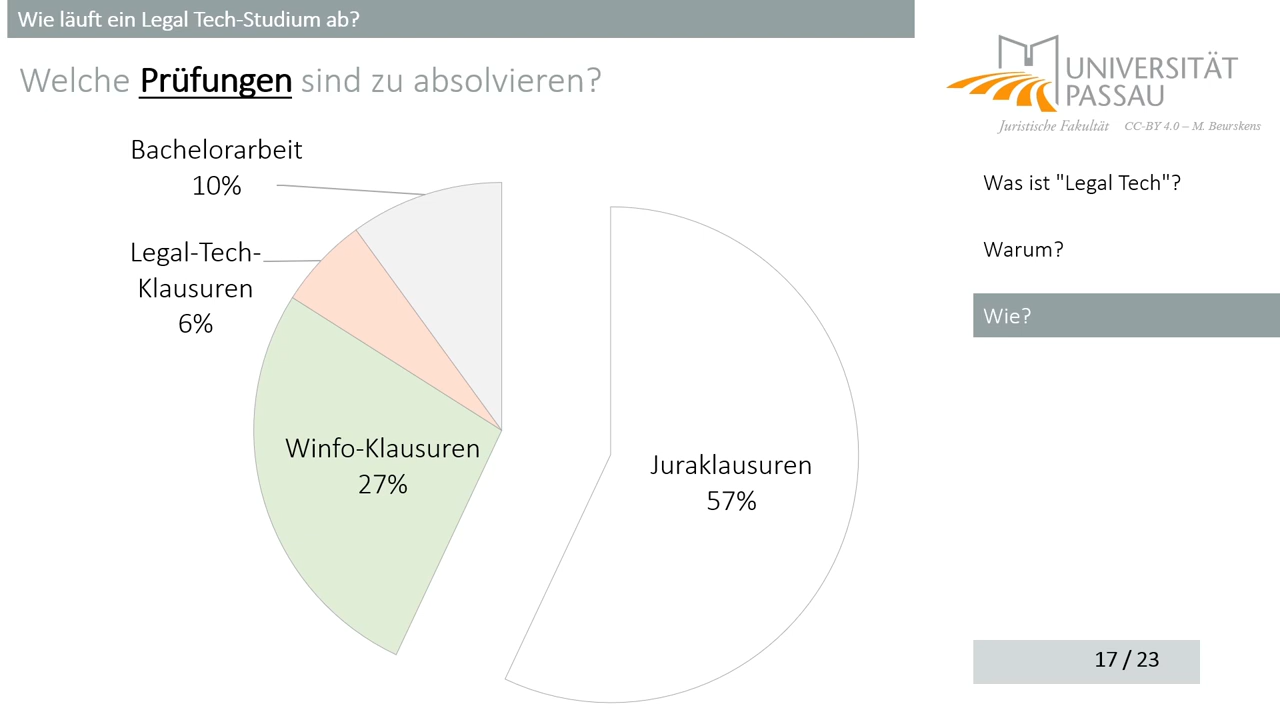 Wie läuft ein Legal Tech-Studium ab?
Welche Prüfungen sind zu absolvieren?
Bachelorarbeit
10%
Legal-Tech-
Klausuren
6%
Winfo-Klausuren
27%
Juraklausuren
57%
UNIVERSITÄT
PASSAU
Juristische Fakultät CC-BY 4.0 – M. Beurskens
Was ist "Legal Tech"?
Warum?
Wie?
17 / 23